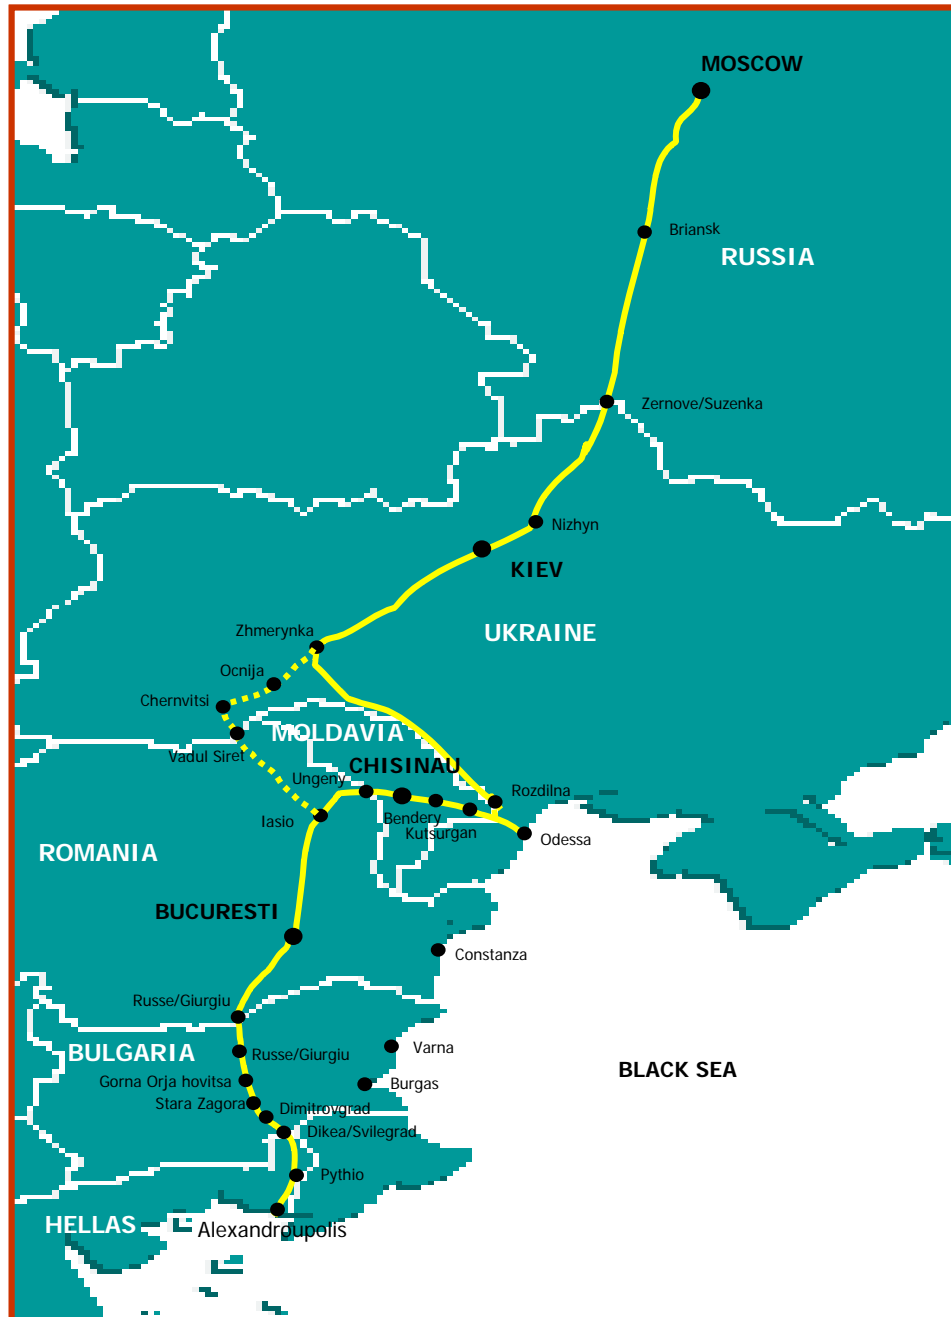 MOSCOW
Briansk
RUSSIA
Zernove/Suzenka
Nizhyn
KIEV
Zhmerynka
UKRAINE
Ocnija
Chernvitsi
MOLDAVIA
Vadul Siret
CHISINAU
Ungeny
Rozdilna
Iasio
Bendery
Kutsurgan
Odessa
ROMANIA
BUCURESTI
Constanza
Russe/Giurgiu
BULGARIA
Russe/Giurgiu
Varna
BLACK SEA
Gorna Orja hovitsa
Burgas
Stara Zagora
Dimitrovgrad
Dikea/Svilegrad
Pythio
HELLAS
Alexandroupolis